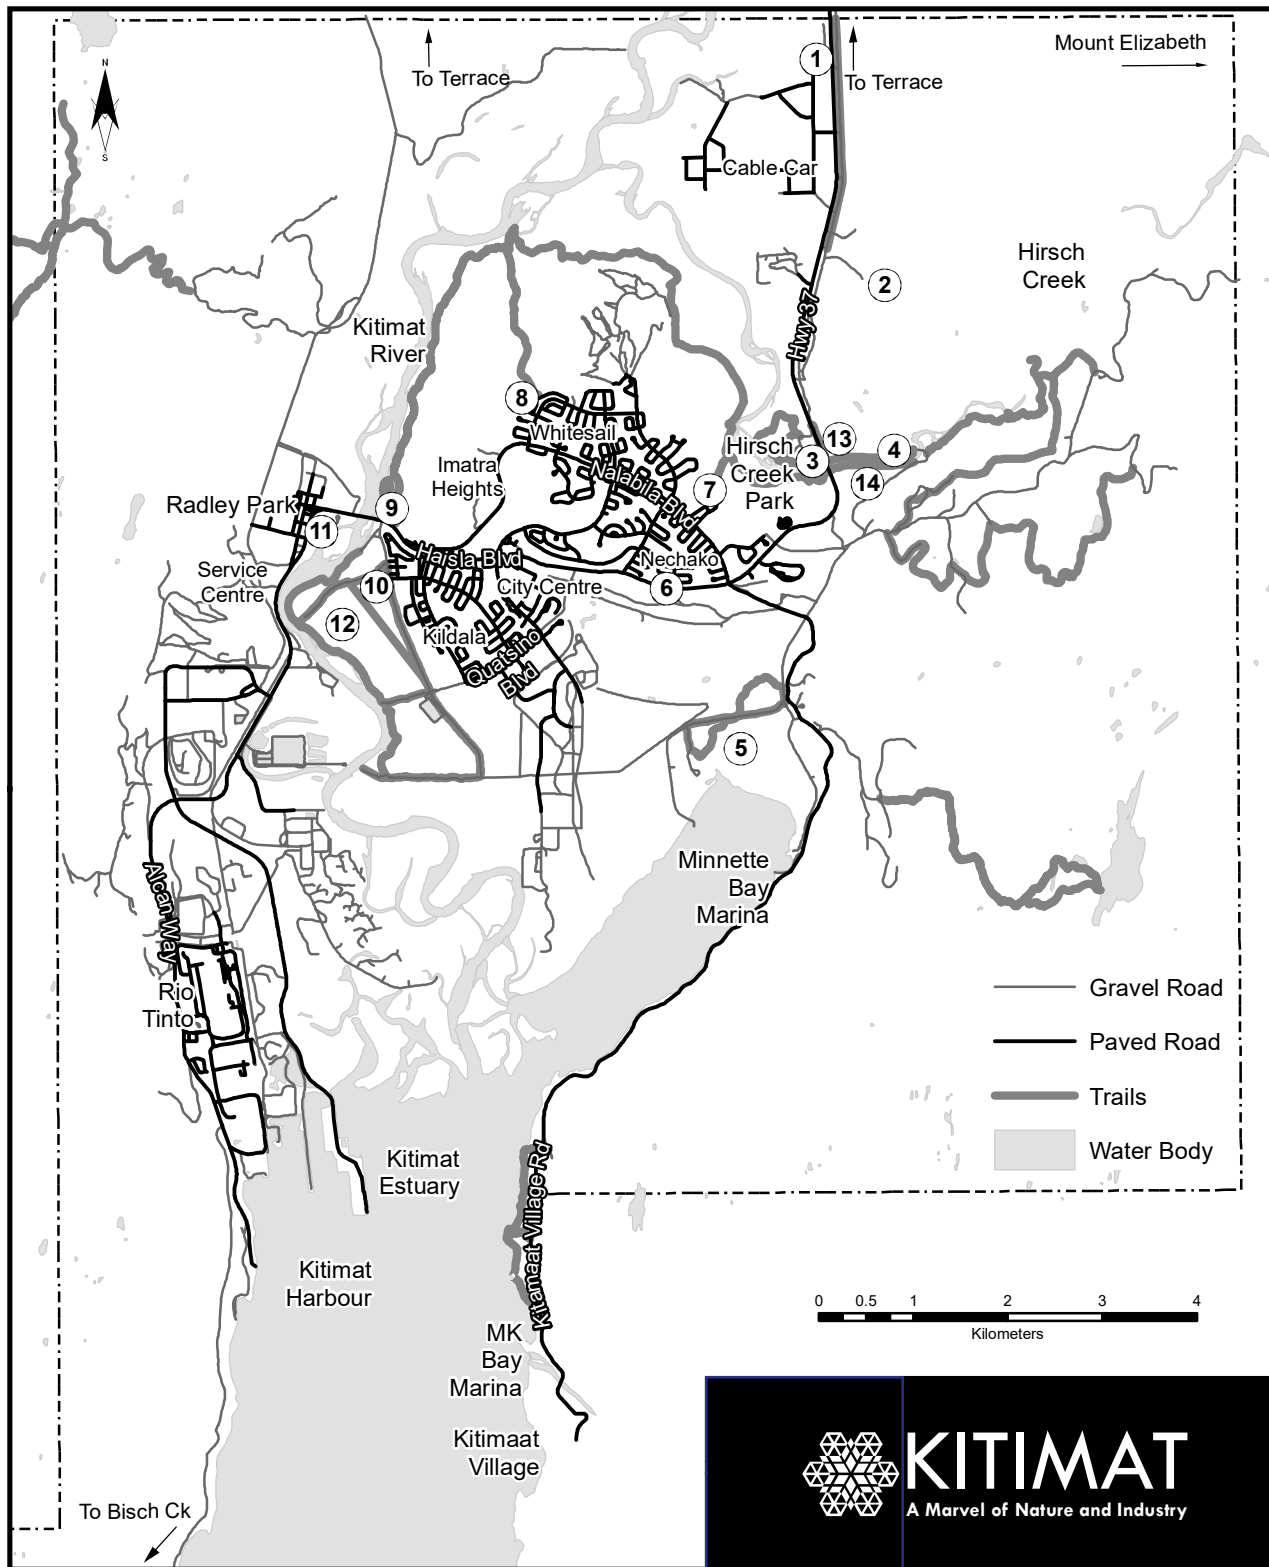 Mount Elizabeth
N
S
To Terrace
1
To Terrace
Cable Car
Hirsch
Creek
2
Hwy 37
Kitimat
River
8
Whitesail
13
4
Hirsch
Creek
Park
3
14
Imatra
Heights
Nalabila Blvd
7
Radley Park
9
11
Haisla Blvd
Nechako
Service
Centre
10
City Centre
6
12
Kildala
Quatsino
Blvd
5
Minnette
Bay
Marina
Alcan Way
Rio
Tinto
Gravel Road
Paved Road
Trails
Water Body
Kitimat
Estuary
Kitamaat Village Rd
Kitimat
Harbour
0 0.5 1 2 3 4
Kilometers
MK
Bay
Marina
Kitimaat
Village
KITIMAT
A Marvel of Nature and Industry
To Bisch Ck